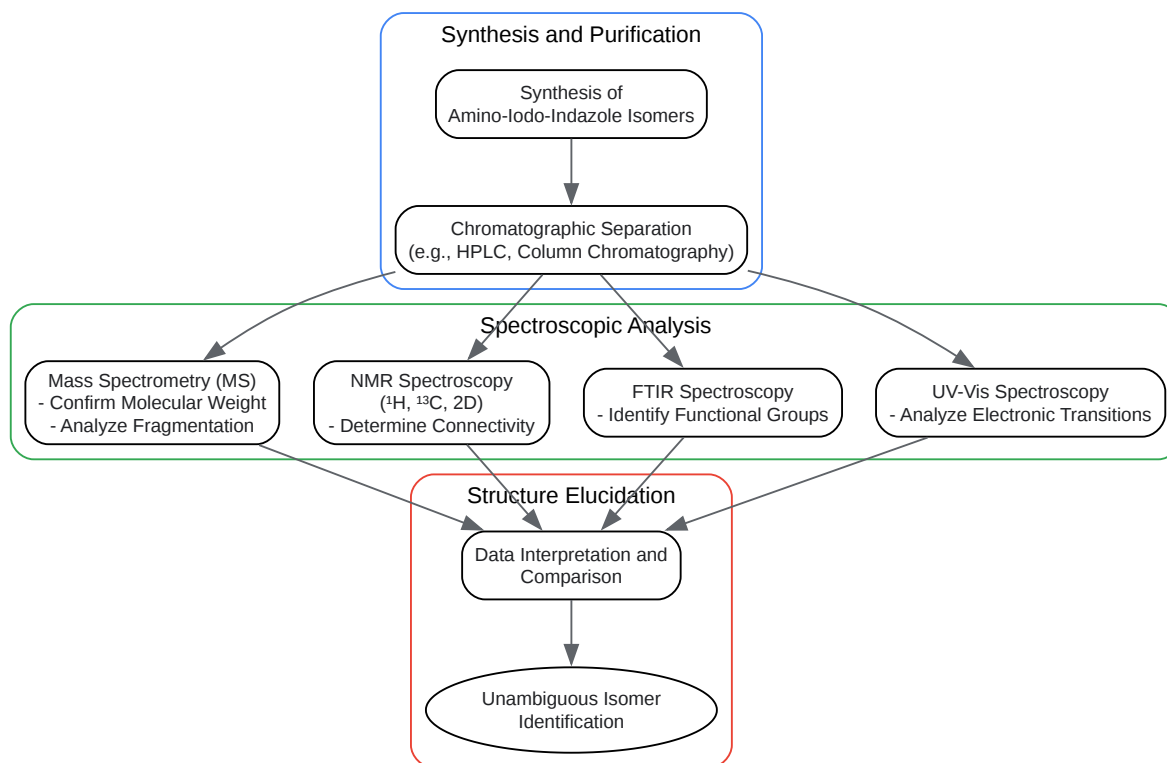 Synthesis and Purification
Synthesis of
Amino-Iodo-Indazole Isomers
Chromatographic Separation
(e.g., HPLC, Column Chromatography)
Spectroscopic Analysis
Mass Spectrometry (MS)
- Confirm Molecular Weight
- Analyze Fragmentation
NMR Spectroscopy
(¹H, ¹³C, 2D)
- Determine Connectivity
FTIR Spectroscopy
- Identify Functional Groups
UV-Vis Spectroscopy
- Analyze Electronic Transitions
Structure Elucidation
Data Interpretation and
Comparison
Unambiguous Isomer
Identification